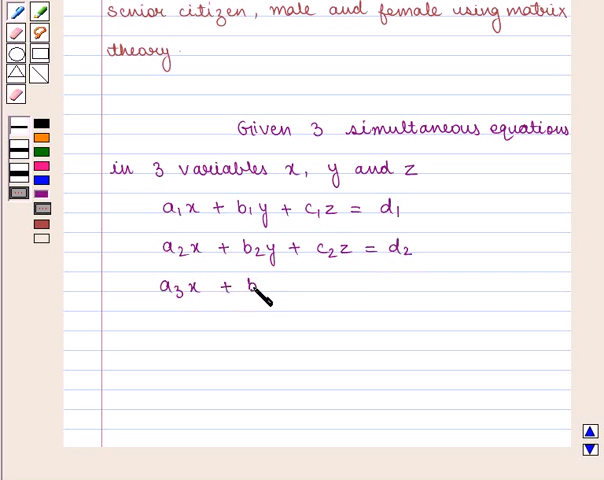 senior citizen, male and female using matrix
theory.
Given 3 simultaneous equations
in 3 variables x, y and z
a₁x + b₁y + c₁z = d₁
a₂x + b₂y + c₂z = d₂
a₃x + b